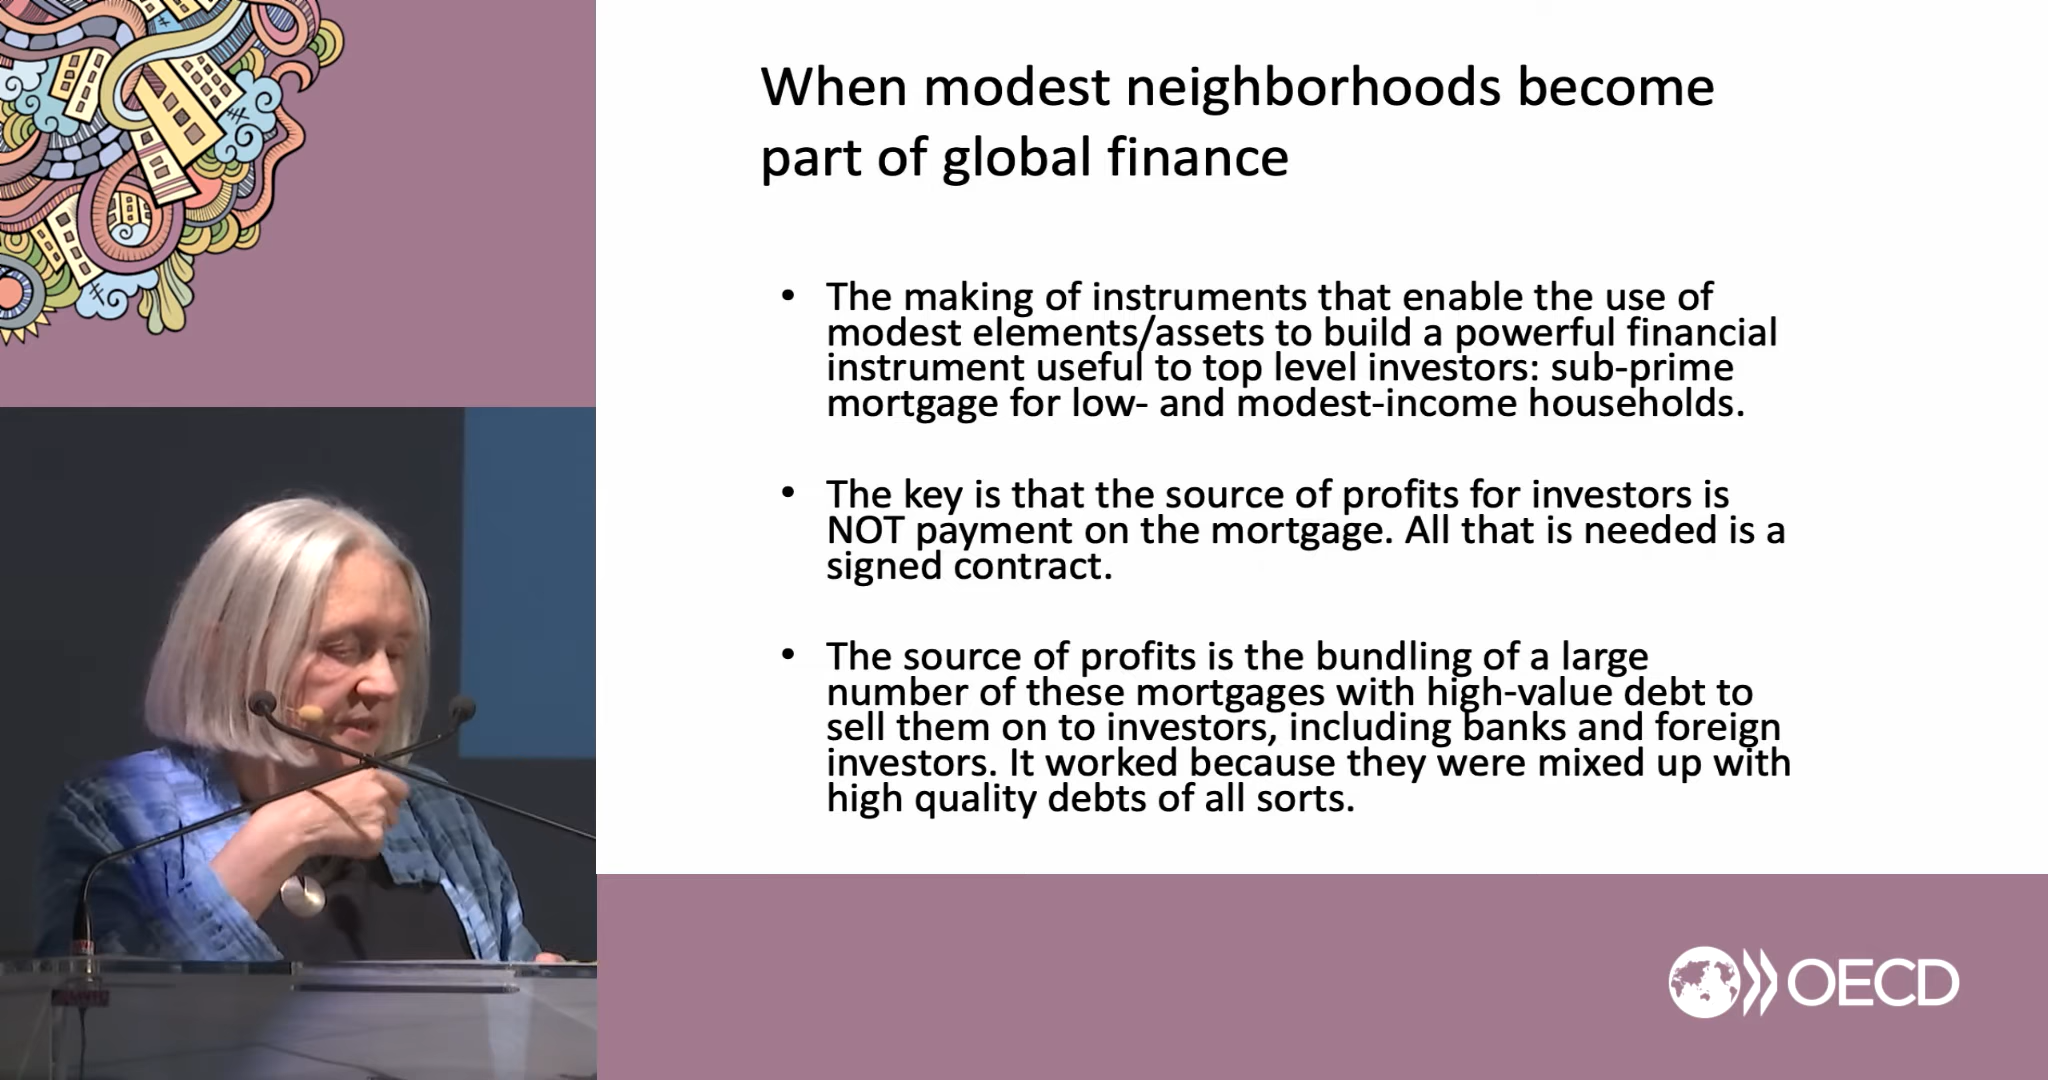 When modest neighborhoods become
part of global finance
• The making of instruments that enable the use of
modest elements/assets to build a powerful financial
instrument useful to top level investors: sub-prime
mortgage for low- and modest-income households.
• The key is that the source of profits for investors is
NOT payment on the mortgage. All that is needed is a
signed contract.
• The source of profits is the bundling of a large
number of these mortgages with high-value debt to
sell them on to investors, including banks and foreign
investors. It worked because they were mixed up with
high quality debts of all sorts.
OECD